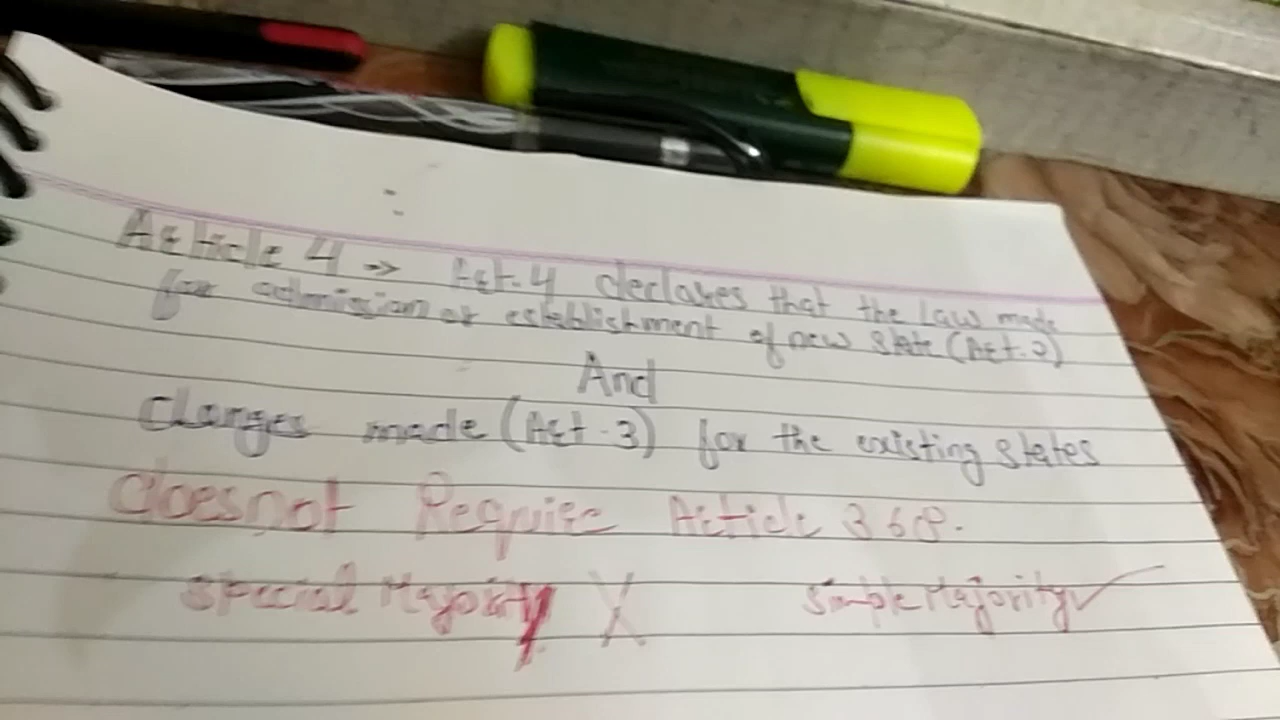 Article 4 => Art.4 declares that the Law made
for admission or establishment of new state (Art.2)
And
Changes made (Art.3) for the existing states
doesnot Require Article 368.
Special Majority X Simple Majority ✓